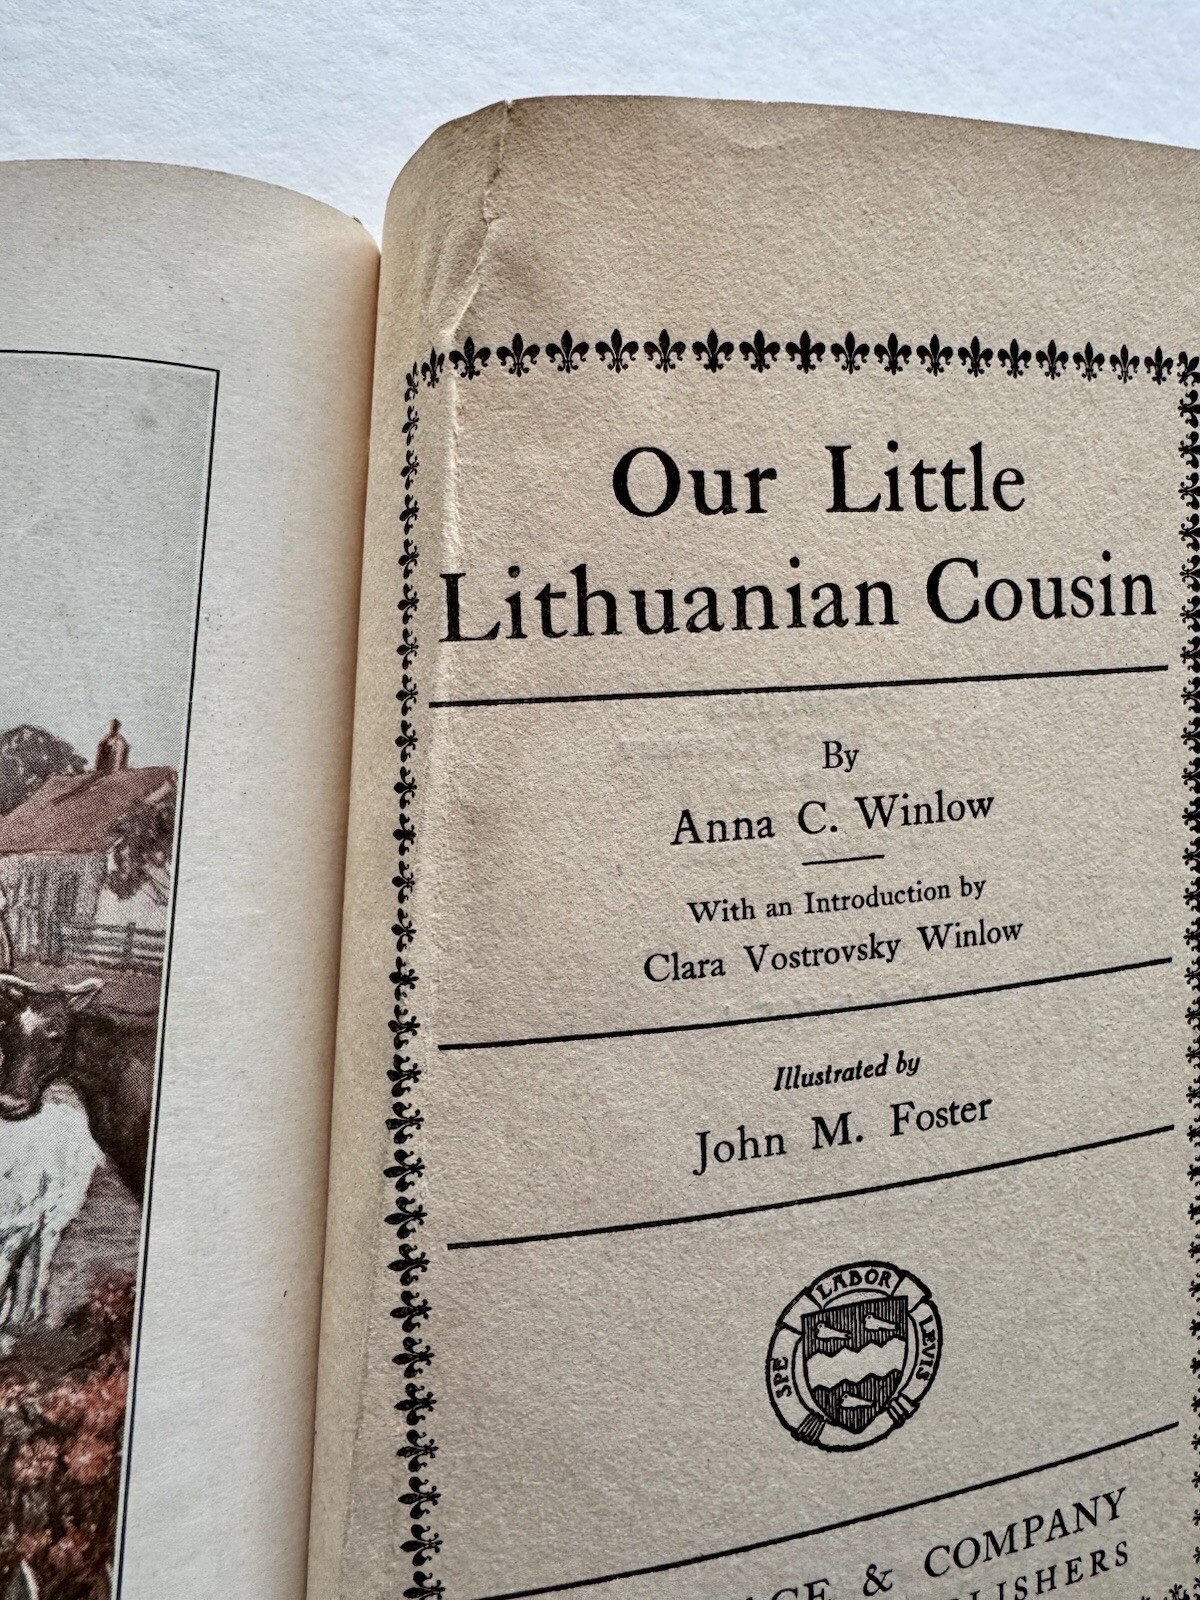 Our Little
Lithuanian Cousin
By
Anna C. Winlow
With an Introduction by
Clara Vostrovsky Winlow
Illustrated by
John M. Foster
SPE LABOR LEVIS
& COMPANY